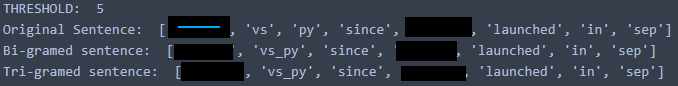 THRESHOLD:  5
Original Sentence:  [ , 'vs', 'py', 'since', , 'launched', 'in', 'sep']
Bi-gramed sentence:  [ , 'vs_py', 'since', , 'launched', 'in', 'sep']
Tri-gramed sentence:  [ , 'vs_py', 'since', , 'launched', 'in', 'sep']